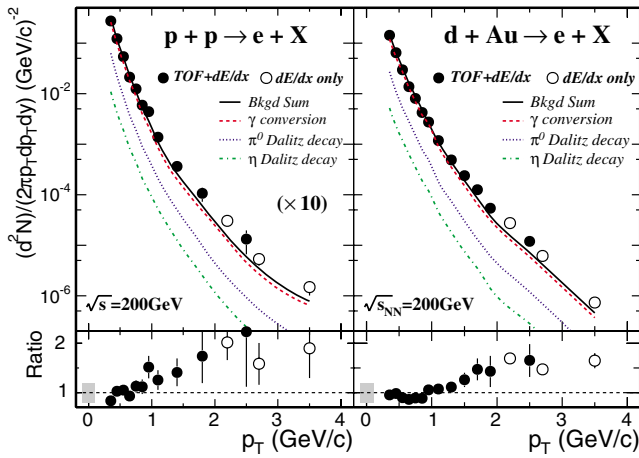 p + p → e + X
d + Au → e + X
● TOF+dE/dx ○ dE/dx only
● TOF+dE/dx ○ dE/dx only
Bkgd Sum
γ conversion
π⁰ Dalitz decay
η Dalitz decay
Bkgd Sum
γ conversion
π⁰ Dalitz decay
η Dalitz decay
(d²N)/(2πp_T dp_T dy) (GeV/c)⁻²
10⁻²
10⁻⁴
10⁻⁶
(×10)
√s =200GeV
√s_NN =200GeV
Ratio
2
1
0 1 2 3 4
0 1 2 3 4
p_T (GeV/c)
p_T (GeV/c)